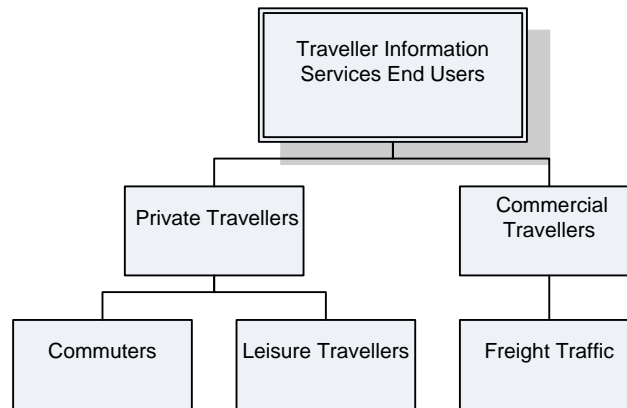 Traveller Information
Services End Users
Private Travellers
Commercial
Travellers
Commuters
Leisure Travellers
Freight Traffic